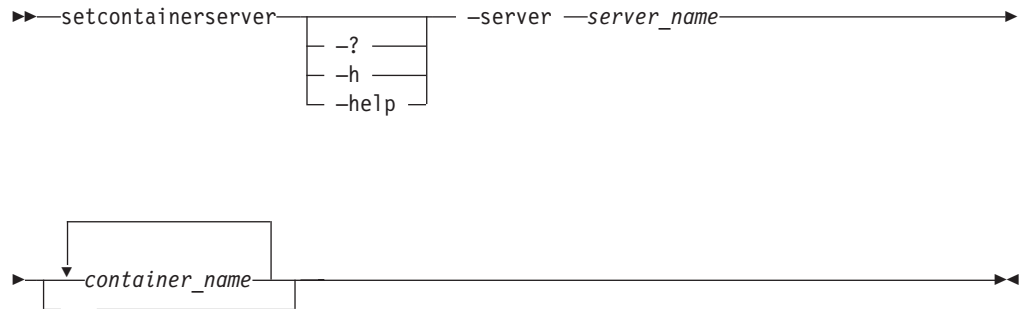 setcontainerserver –server server_name
–?
–h
–help
container_name